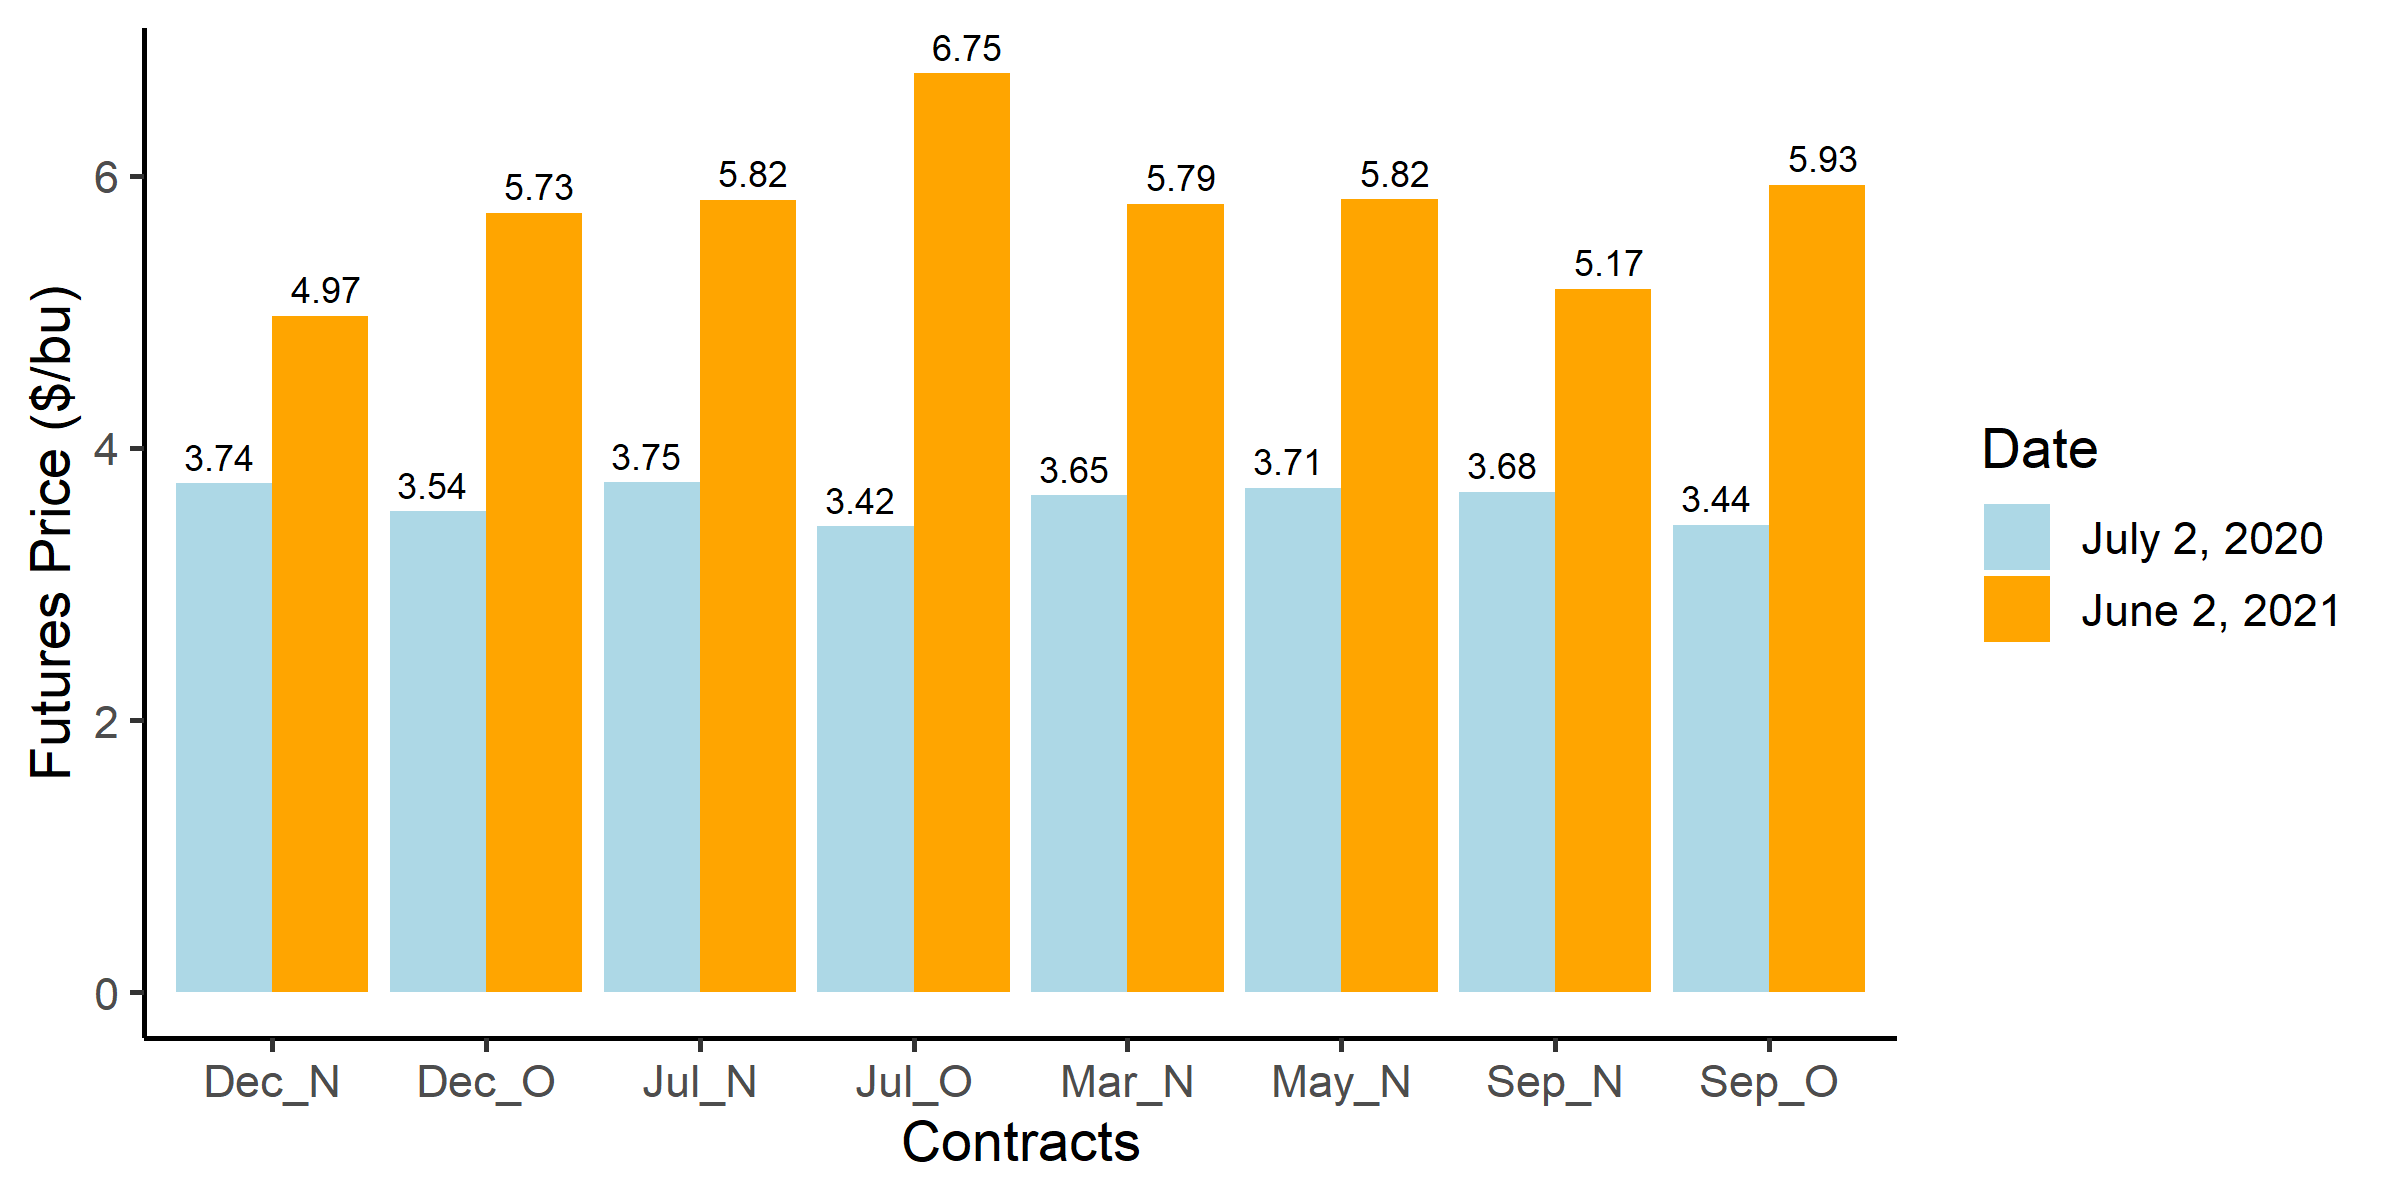 Futures Price ($/bu)
6
4
2
0
3.74
4.97
3.54
5.73
3.75
5.82
3.42
6.75
3.65
5.79
3.71
5.82
3.68
5.17
3.44
5.93
Dec_N
Dec_O
Jul_N
Jul_O
Mar_N
May_N
Sep_N
Sep_O
Contracts
Date
July 2, 2020
June 2, 2021